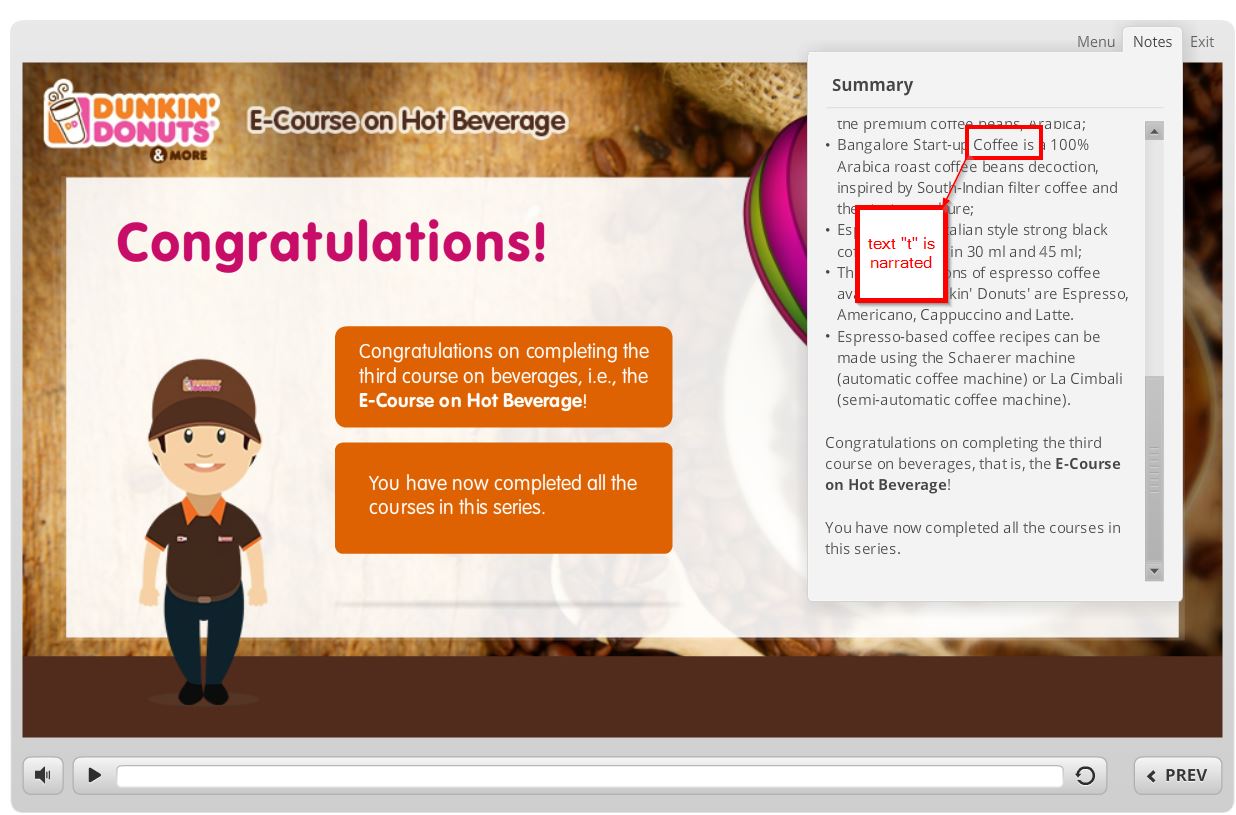 Menu Notes Exit
DUNKIN'
DONUTS
& MORE
E-Course on Hot Beverage
Congratulations!
Congratulations on completing the
third course on beverages, i.e., the
E-Course on Hot Beverage!
You have now completed all the
courses in this series.
Summary
the premium coffee beans, Arabica;
• Bangalore Start-up Coffee is a 100%
Arabica roast coffee beans decoction,
inspired by South-Indian filter coffee and
the ure;
• Es alian style strong black
co in 30 ml and 45 ml;
• Th ons of espresso coffee
av kin' Donuts' are Espresso,
Americano, Cappuccino and Latte.
• Espresso-based coffee recipes can be
made using the Schaerer machine
(automatic coffee machine) or La Cimbali
(semi-automatic coffee machine).
Congratulations on completing the third
course on beverages, that is, the E-Course
on Hot Beverage!
You have now completed all the courses in
this series.
text "t" is
narrated
DUNKIN'
DONUTS
PREV